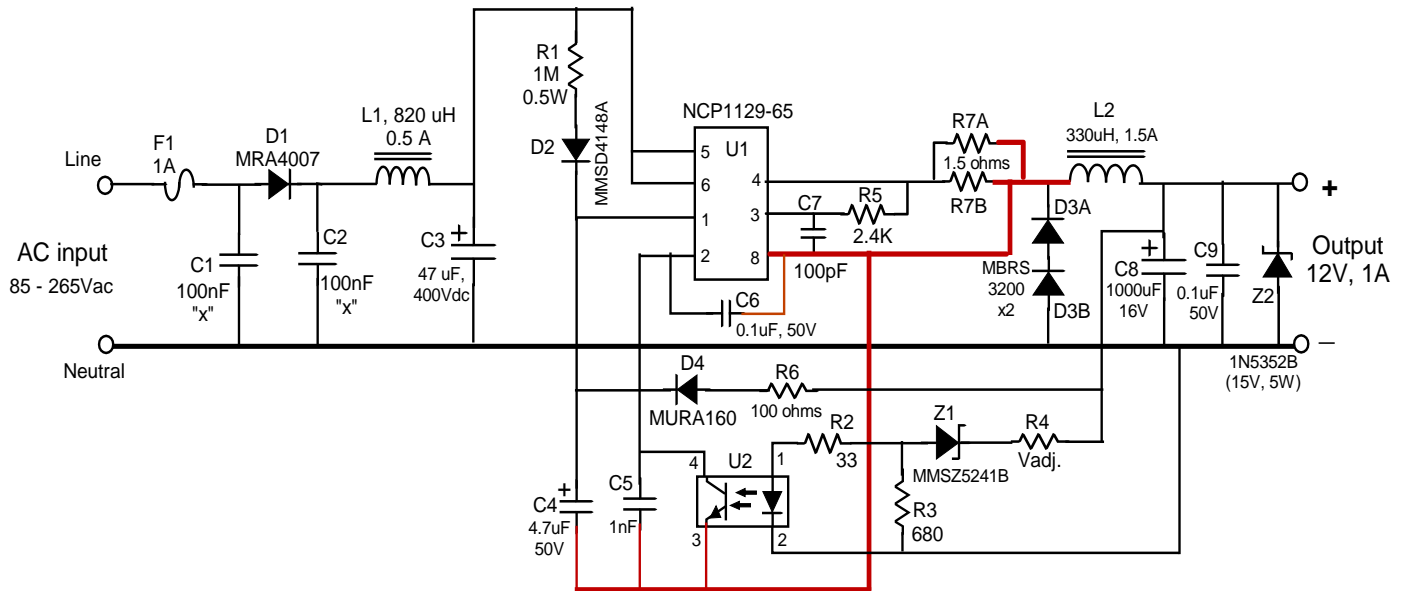 R1
1M
0.5W
D2
MMSD4148A
NCP1129-65
U1
5
6
1
2
4
3
8
L1, 820 uH
0.5 A
F1
1A
D1
MRA4007
Line
AC input
85 - 265Vac
Neutral
C1
100nF
"x"
C2
100nF
"x"
C3
+
47 uF,
400Vdc
C6
0.1uF, 50V
C7
100pF
R5
2.4K
R7A
1.5 ohms
R7B
L2
330uH, 1.5A
D3A
MBRS
3200
x2
D3B
+
C8
1000uF
16V
C9
0.1uF
50V
Z2
+
Output
12V, 1A
–
1N5352B
(15V, 5W)
D4
MURA160
R6
100 ohms
R2
33
Z1
MMSZ5241B
R4
Vadj.
R3
680
U2
4
1
3
2
+
C4
4.7uF
50V
C5
1nF